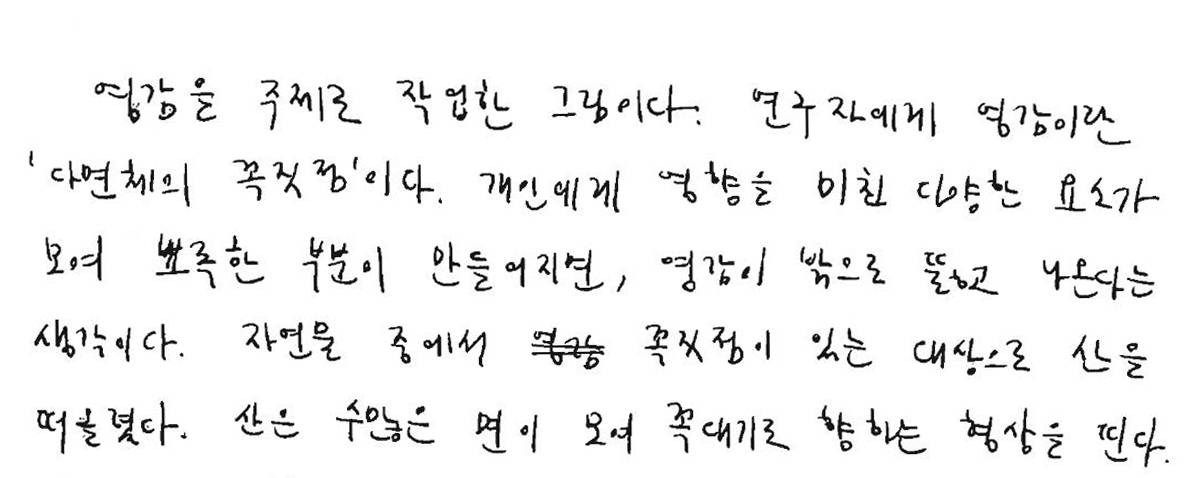 영감을 주제로 작업한 그림이다. 연구자에게 영감이란
'다면체의 꼭짓점'이다. 개인에게 영향을 미친 다양한 요소가
모여 뾰족한 부분이 만들어지면, 영감이 밖으로 뚫고 나온다는
생각이다. 자연물 중에서 영감 꼭짓점이 있는 대상으로 산을
떠올렸다. 산은 수많은 면이 모여 꼭대기로 향하는 형상을 띤다.